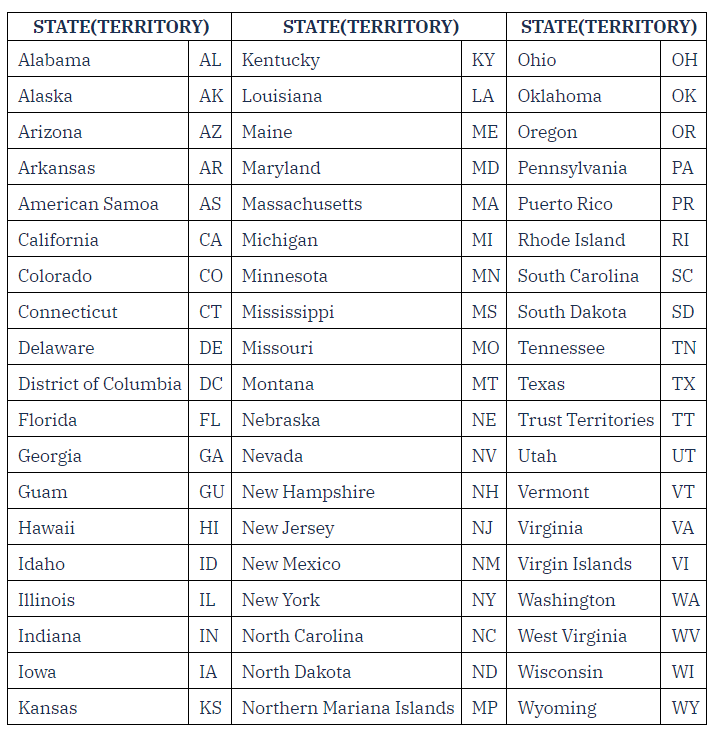 STATE(TERRITORY) STATE(TERRITORY) STATE(TERRITORY)
Alabama AL Kentucky KY Ohio OH
Alaska AK Louisiana LA Oklahoma OK
Arizona AZ Maine ME Oregon OR
Arkansas AR Maryland MD Pennsylvania PA
American Samoa AS Massachusetts MA Puerto Rico PR
California CA Michigan MI Rhode Island RI
Colorado CO Minnesota MN South Carolina SC
Connecticut CT Mississippi MS South Dakota SD
Delaware DE Missouri MO Tennessee TN
District of Columbia DC Montana MT Texas TX
Florida FL Nebraska NE Trust Territories TT
Georgia GA Nevada NV Utah UT
Guam GU New Hampshire NH Vermont VT
Hawaii HI New Jersey NJ Virginia VA
Idaho ID New Mexico NM Virgin Islands VI
Illinois IL New York NY Washington WA
Indiana IN North Carolina NC West Virginia WV
Iowa IA North Dakota ND Wisconsin WI
Kansas KS Northern Mariana Islands MP Wyoming WY